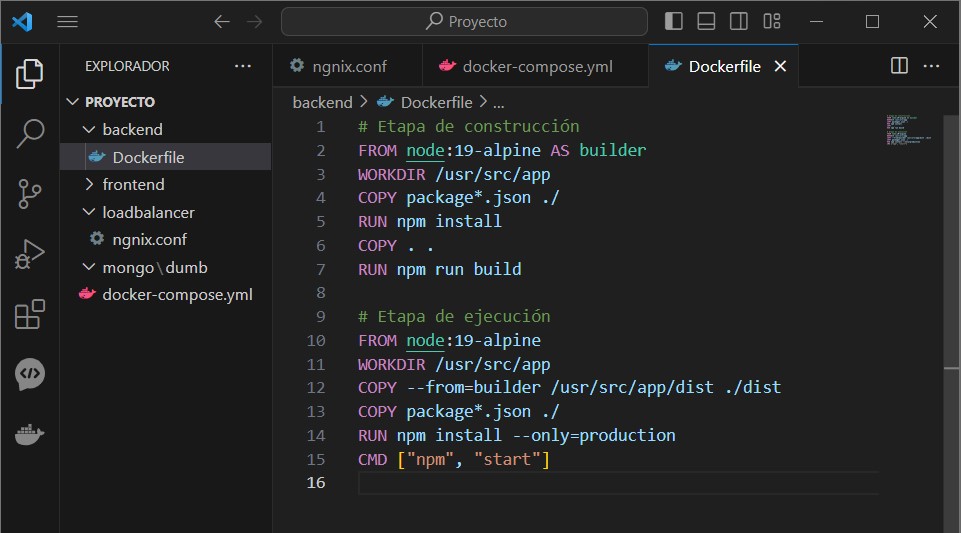 Proyecto
EXPLORADOR ...
PROYECTO
backend
Dockerfile
frontend
loadbalancer
ngnix.conf
mongo\dumb
docker-compose.yml
ngnix.conf docker-compose.yml Dockerfile
backend > Dockerfile > ...
1 # Etapa de construcción
2 FROM node:19-alpine AS builder
3 WORKDIR /usr/src/app
4 COPY package*.json ./
5 RUN npm install
6 COPY . .
7 RUN npm run build
8
9 # Etapa de ejecución
10 FROM node:19-alpine
11 WORKDIR /usr/src/app
12 COPY --from=builder /usr/src/app/dist ./dist
13 COPY package*.json ./
14 RUN npm install --only=production
15 CMD ["npm", "start"]
16